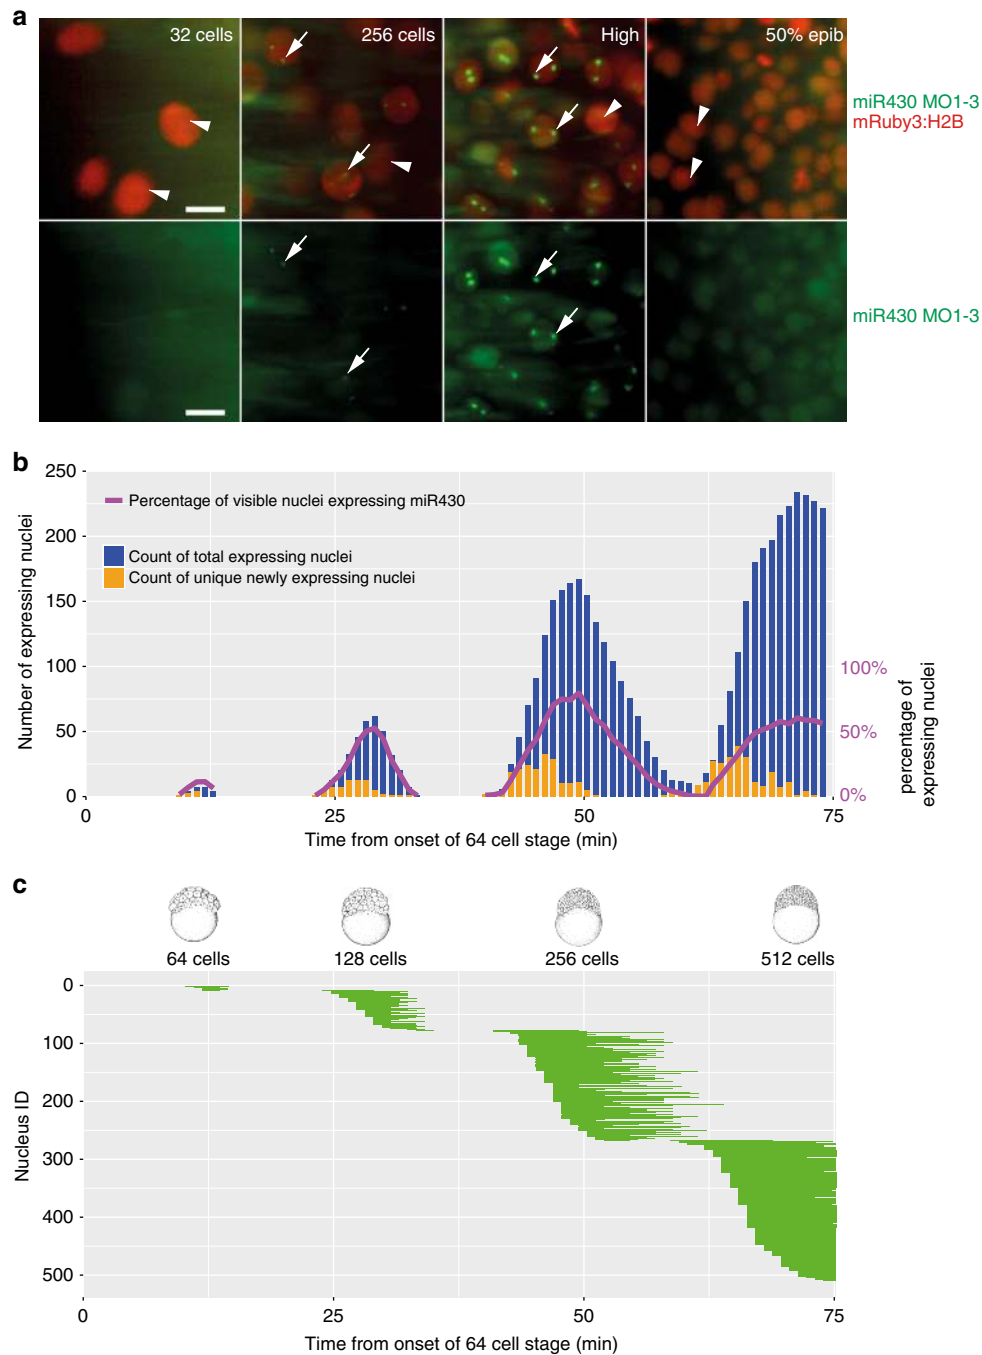 a
32 cells
256 cells
High
50% epib
miR430 MO1-3
mRuby3:H2B
miR430 MO1-3
b
250
200
150
100
50
0
Number of expressing nuclei
Percentage of visible nuclei expressing miR430
Count of total expressing nuclei
Count of unique newly expressing nuclei
100%
50%
0%
percentage of
expressing nuclei
0
25
50
75
Time from onset of 64 cell stage (min)
c
64 cells
128 cells
256 cells
512 cells
0
100
200
300
400
500
Nucleus ID
0
25
50
75
Time from onset of 64 cell stage (min)